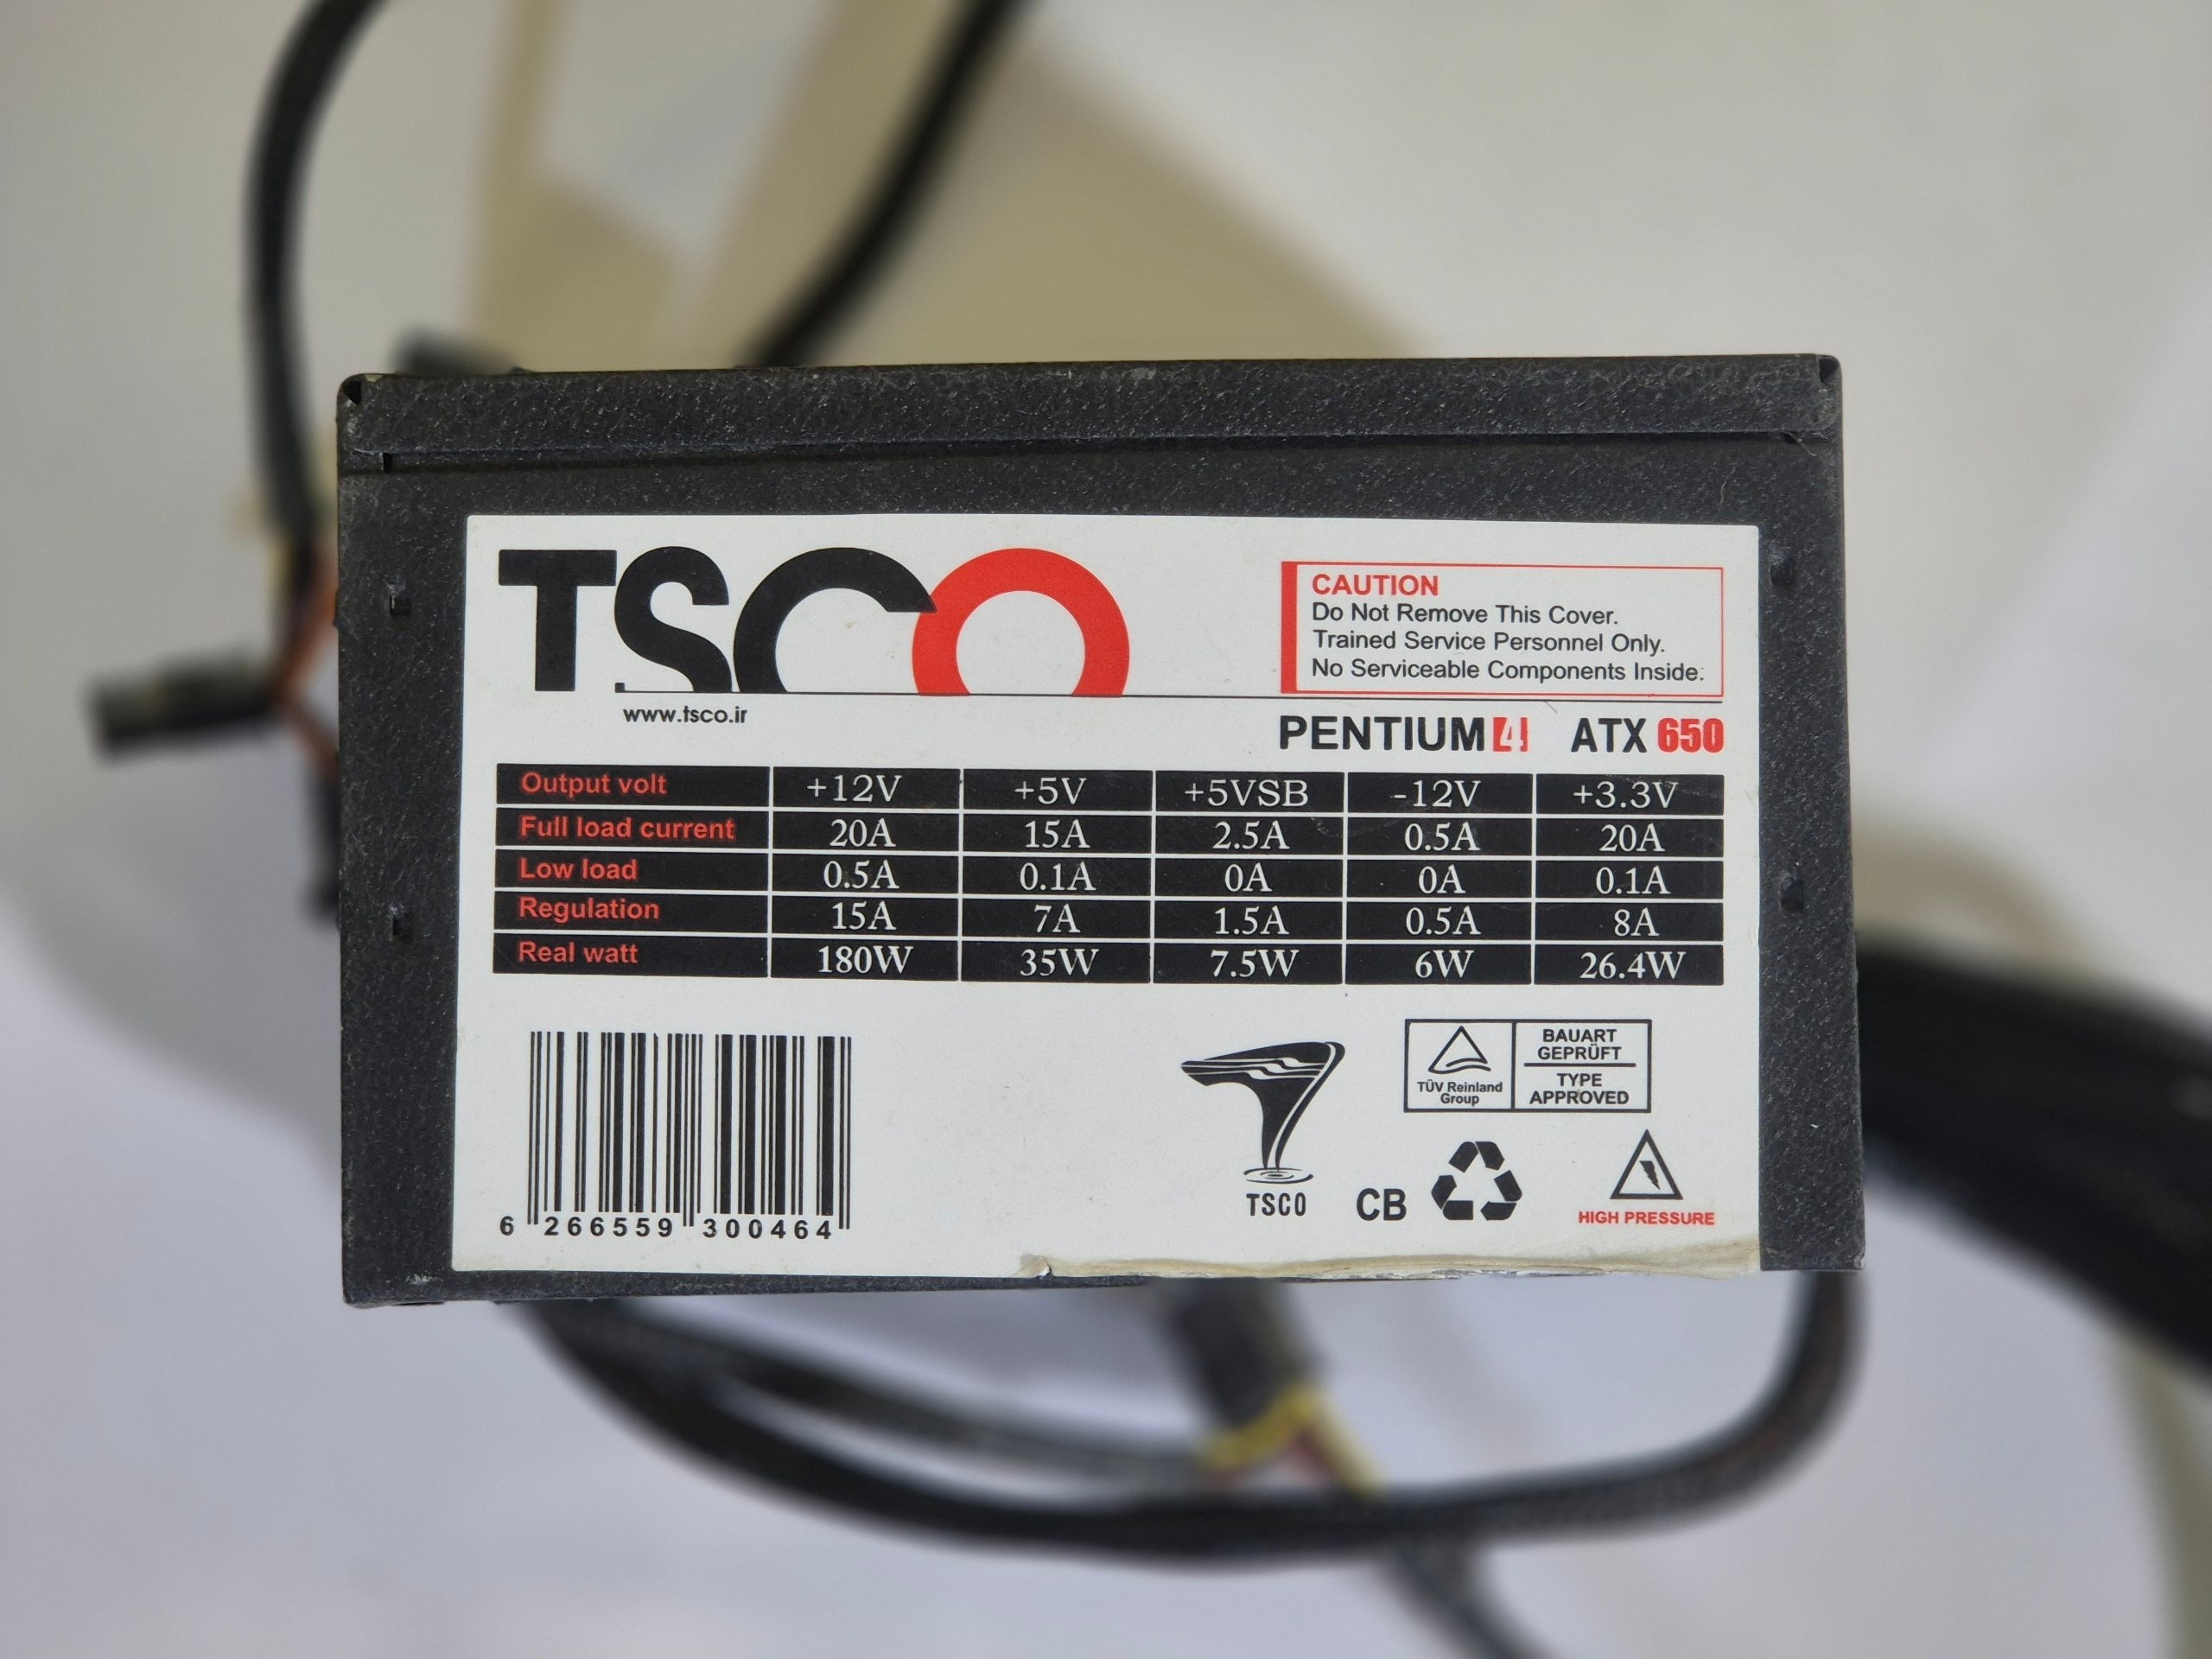 TSCO
www.tsco.ir
CAUTION
Do Not Remove This Cover.
Trained Service Personnel Only.
No Serviceable Components Inside.
PENTIUM 4 ATX 650
Output volt +12V +5V +5VSB -12V +3.3V
Full load current 20A 15A 2.5A 0.5A 20A
Low load 0.5A 0.1A 0A 0A 0.1A
Regulation 15A 7A 1.5A 0.5A 8A
Real watt 180W 35W 7.5W 6W 26.4W
6 266559 300464
TSCO
TÜV Reinland
Group
BAUART
GEPRÜFT
TYPE
APPROVED
CB
HIGH PRESSURE